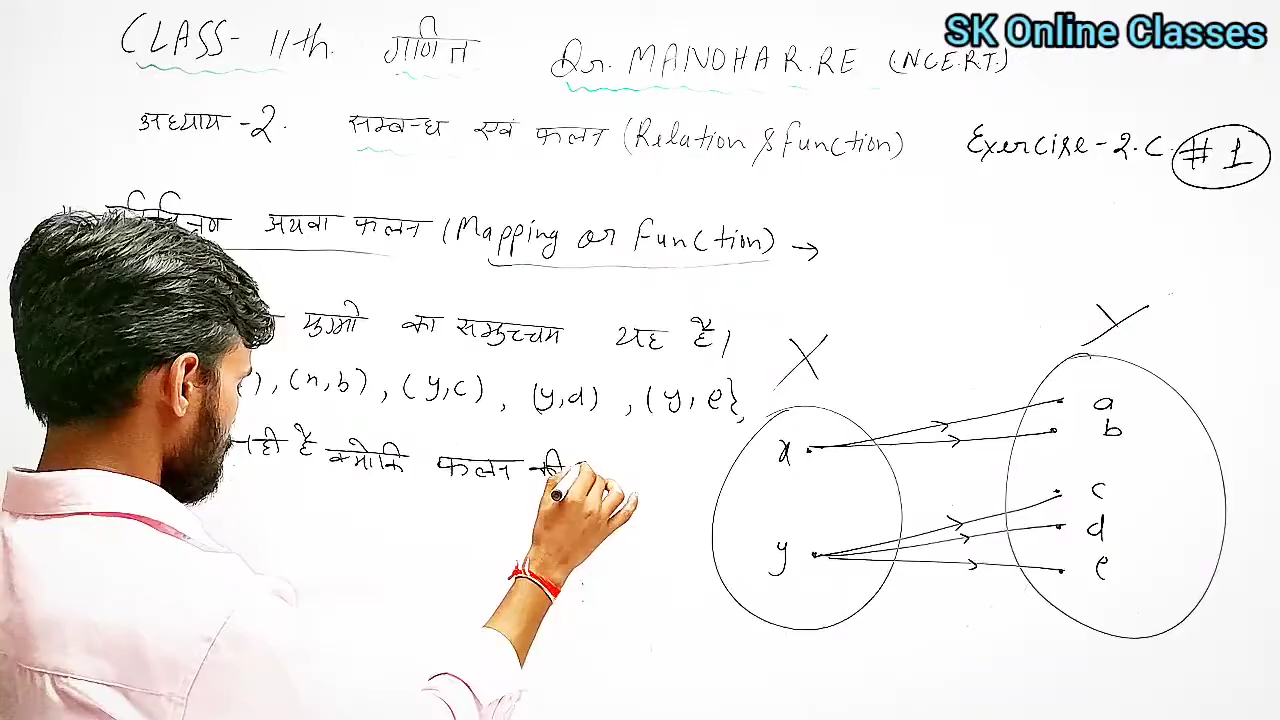 SK Online Classes
CLASS- 11th. गणित Dr. MANOHAR.RE (NCERT)
अध्याय -2. सम्बन्ध एवं फलन (Relation & function) Exercise-2.C. #1
अथवा फलन (Mapping or function) →
युग्मो का समुच्चय यह है।
), (n,b), (y,c), (y,d), (y,e},
नही है क्योकि फलन की
X Y
x
y
a
b
c
d
e